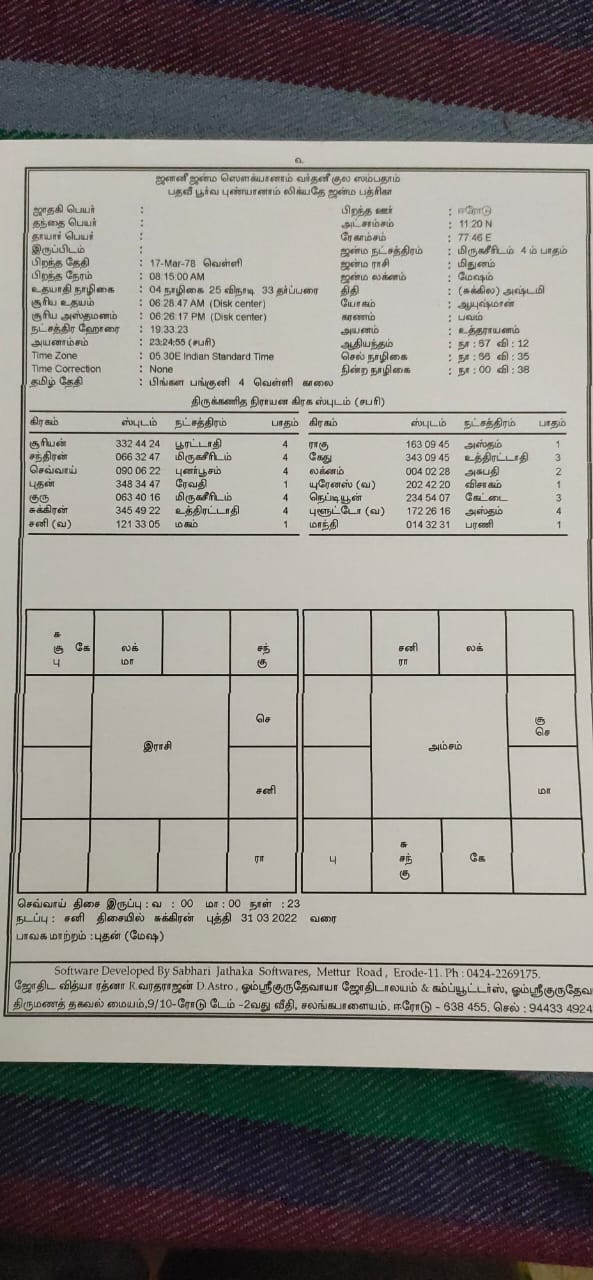 வ
ஜனனீ ஜன்ம ஸௌக்யானாம் வர்தனீ குல ஸம்பதாம்
பதவீ பூர்வ புண்யானாம் லிக்யதே ஜன்ம பத்ரிகா
ஜாதகி பெயர் : பிறந்த ஊர் : ஈரோடு
தந்தை பெயர் : அட்சாம்சம் : 11.20 N
தாயார் பெயர் : ரேகாம்சம் : 77.46 E
இருப்பிடம் : ஜன்ம நட்சத்திரம் : மிருகசீரிடம் 4 ம் பாதம்
பிறந்த தேதி : 17-Mar-78 வெள்ளி ஜன்ம ராசி : மிதுனம்
பிறந்த நேரம் : 08.15.00 AM ஜன்ம லக்னம் : மேஷம்
உதயாதி நாழிகை : 04 நாழிகை 25 விநாடி 33 தர்ப்பரை திதி : (சுக்கில) அஷ்டமி
சூரிய உதயம் : 06.28.47 AM (Disk center) யோகம் : ஆயுஷ்மான்
சூரிய அஸ்தமனம் : 06.26.17 PM (Disk center) கரணம் : பவம்
நட்சத்திர ஹோரை : 19.33.23 அயனம் : உத்தராயனம்
அயனாம்சம் : 23:24:55 (சபரி) ஆதியந்தம் : நா : 67 வி : 12
Time Zone : 05.30E Indian Standard Time செல் நாழிகை : நா : 66 வி : 35
Time Correction : None நின்ற நாழிகை : நா : 00 வி : 38
தமிழ் தேதி : பிங்கள பங்குனி 4 வெள்ளி காலை
திருக்கணித நிராயன கிரக ஸ்புடம் (சபரி)
கிரகம் ஸ்புடம் நட்சத்திரம் பாதம் கிரகம் ஸ்புடம் நட்சத்திரம் பாதம்
சூரியன் 332 44 24 பூரட்டாதி 4 ராகு 163 09 45 அஸ்தம் 1
சந்திரன் 066 32 47 மிருகசீரிடம் 4 கேது 343 09 45 உத்திரட்டாதி 3
செவ்வாய் 090 06 22 புனர்பூசம் 4 லக்னம் 004 02 28 அசுபதி 2
புதன் 348 34 47 ரேவதி 1 யுரேனஸ் (வ) 202 42 20 விசாகம் 1
குரு 063 40 16 மிருகசீரிடம் 4 நெப்டியூன் 234 54 07 கேட்டை 3
சுக்கிரன் 345 49 22 உத்திரட்டாதி 4 புளூட்டோ (வ) 172 26 16 அஸ்தம் 4
சனி (வ) 121 33 05 மகம் 1 மாந்தி 014 32 31 பரணி 1
சு
சூ கே
பு
லக்
மா
சந்
கு
செ
இராசி
சனி
ரா
சனி
ரா
லக்
சூ
செ
அம்சம்
மா
பு
சு
சந்
கு
கே
செவ்வாய் திசை இருப்பு : வ : 00 மா : 00 நாள் : 23
நடப்பு : சனி திசையில் சுக்கிரன் புத்தி 31 03 2022 வரை
பாவக மாற்றம் : புதன் (மேஷ)
Software Developed By Sabhari Jathaka Softwares, Mettur Road , Erode-11. Ph : 0424-2269175.
ஜோதிட வித்யா ரத்னா R.வரதராஜன் D.Astro., ஓம்ஸ்ரீகுருதேவாயா ஜோதிடாலயம் & கம்ப்யூட்டர்ஸ், ஓம்ஸ்ரீகுருதேவ
திருமணத் தகவல் மையம்,9/10-ரோடு டேம் -2வது வீதி, சலங்கபாளையம், ஈரோடு - 638 455, செல் : 94433 4924